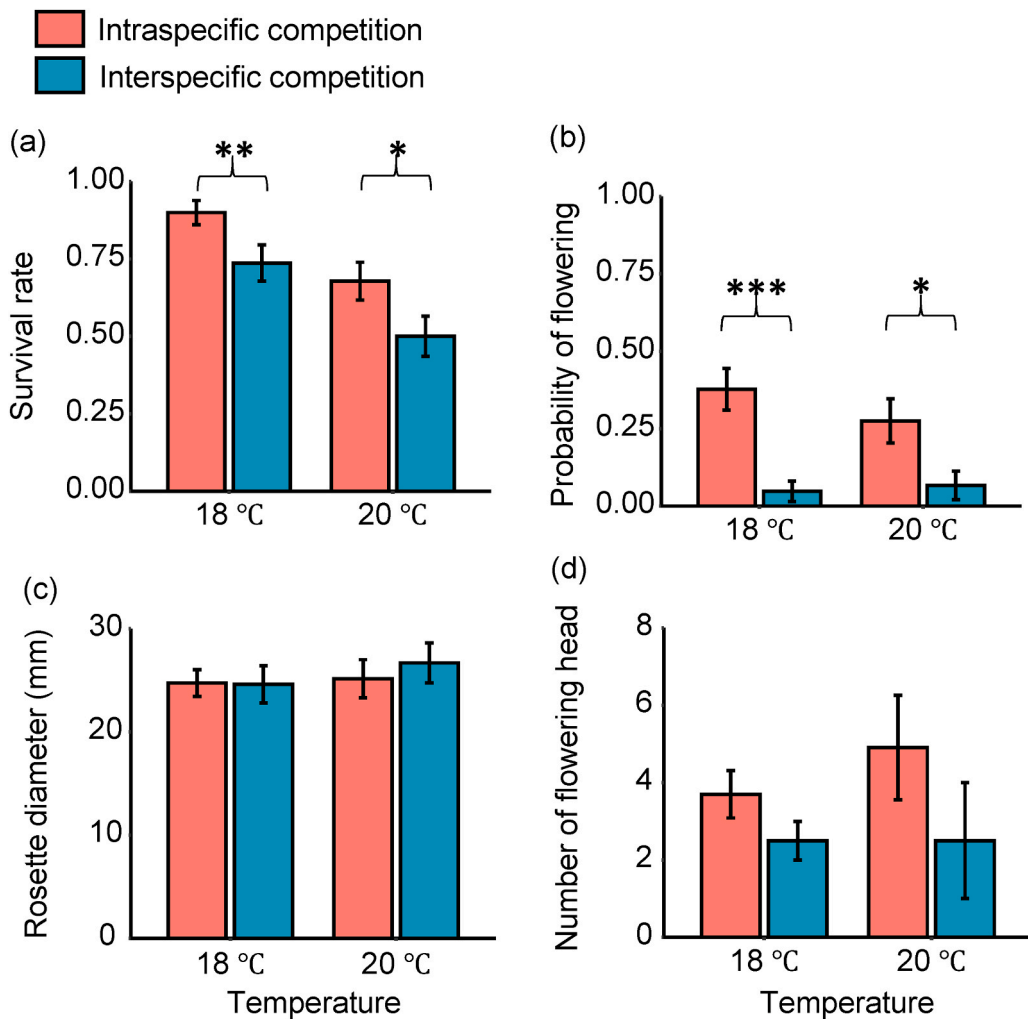 Intraspecific competition
Interspecific competition
(a)
** *
1.00
0.75
0.50
0.25
0.00
Survival rate
18 °C 20 °C
(b)
1.00
0.75
0.50
0.25
0.00
*** *
Probability of flowering
18 °C 20 °C
(c)
30
20
10
0
Rosette diameter (mm)
18 °C 20 °C
Temperature
(d)
8
6
4
2
0
Number of flowering head
18 °C 20 °C
Temperature